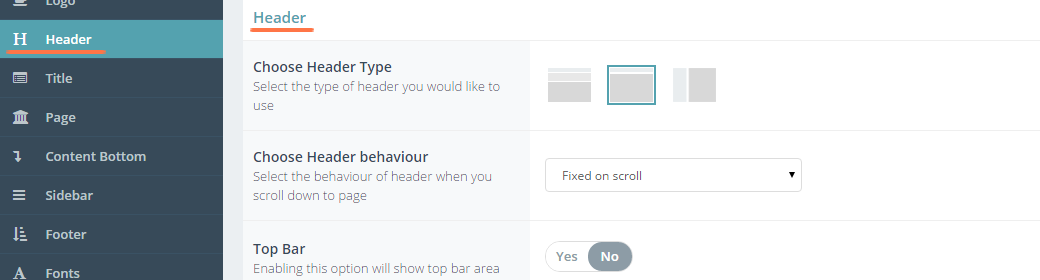 Logo
Header
Title
Page
Content Bottom
Sidebar
Footer
Fonts
Header
Choose Header Type
Select the type of header you would like to
use
Choose Header behaviour
Select the behaviour of header when you
scroll down to page
Fixed on scroll
Top Bar
Enabling this option will show top bar area
Yes No